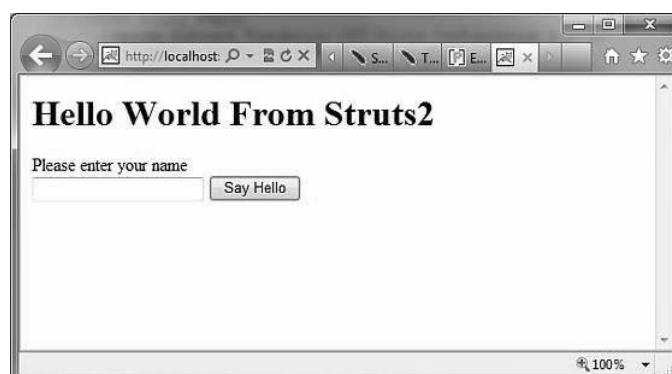 http://localhost:
S...
T...
E...
Hello World From Struts2
Please enter your name
Say Hello
100%